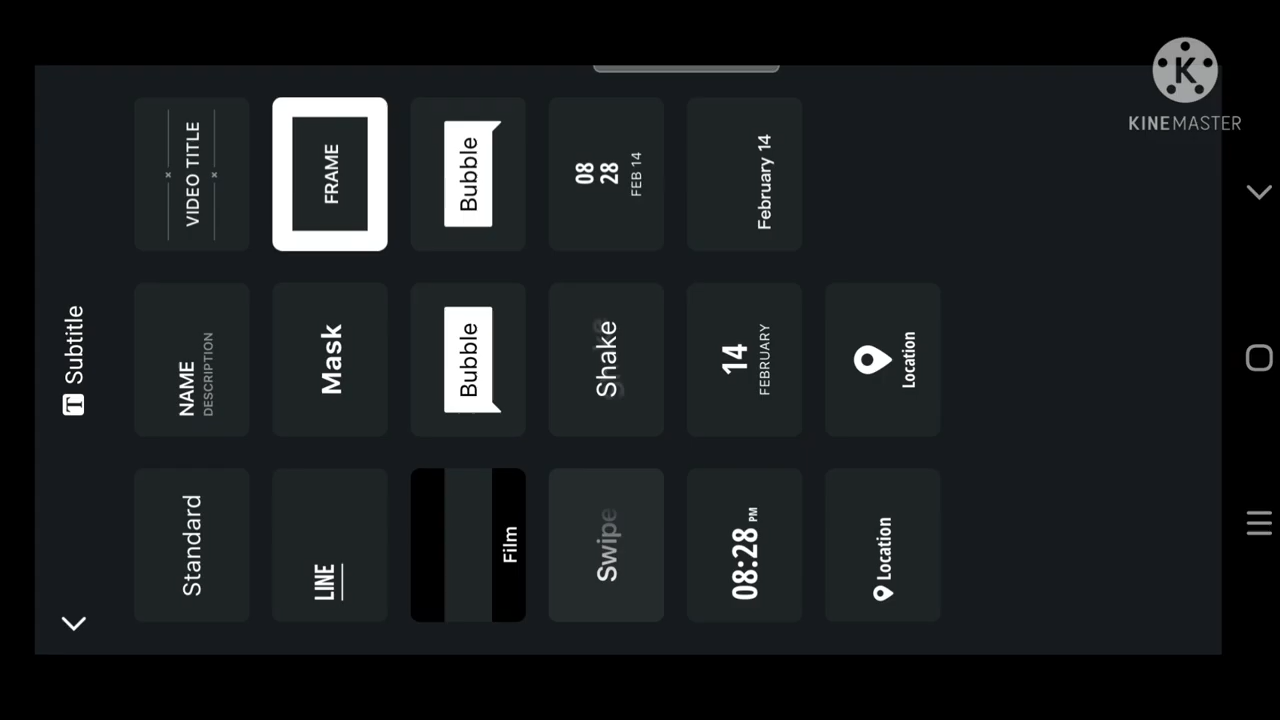 Subtitle
Standard
NAME
DESCRIPTION
VIDEO TITLE
LINE
Mask
FRAME
Film
Bubble
Bubble
Swipe
Shake
08
28
FEB 14
08:28 PM
14
FEBRUARY
February 14
Location
Location
KINEMASTER